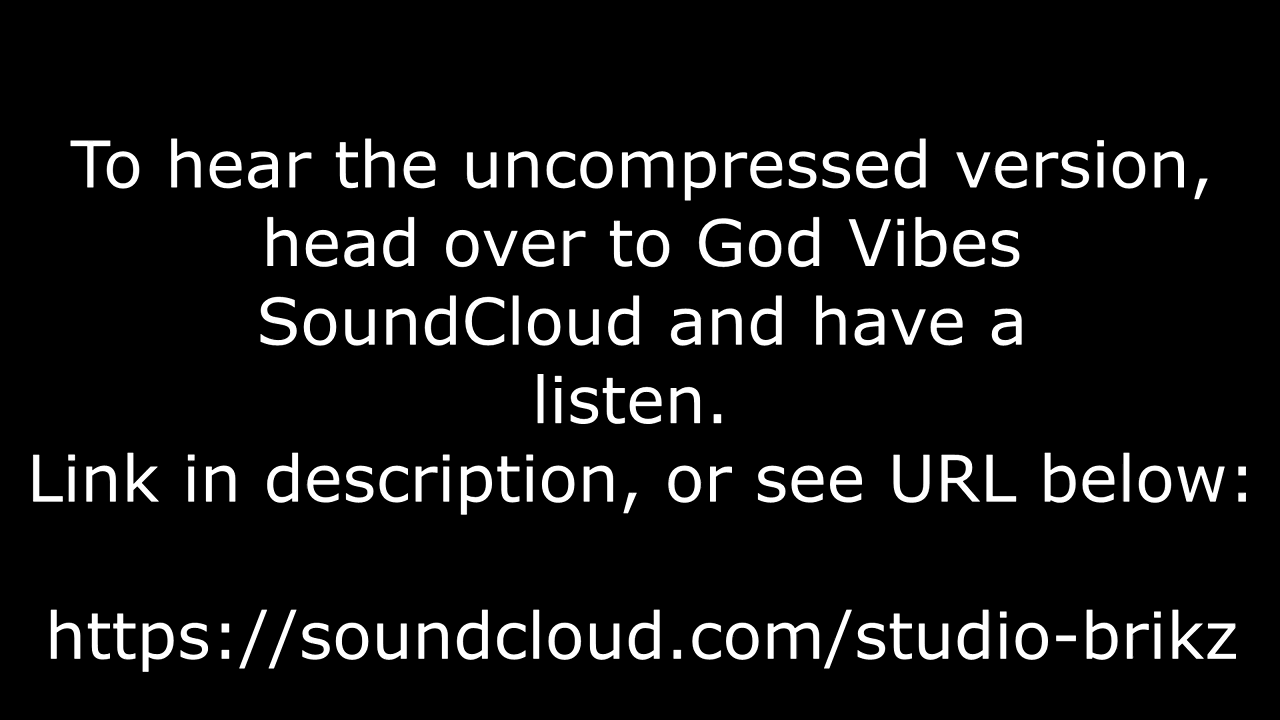 To hear the uncompressed version,
head over to God Vibes
SoundCloud and have a
listen.
Link in description, or see URL below:
https://soundcloud.com/studio-brikz